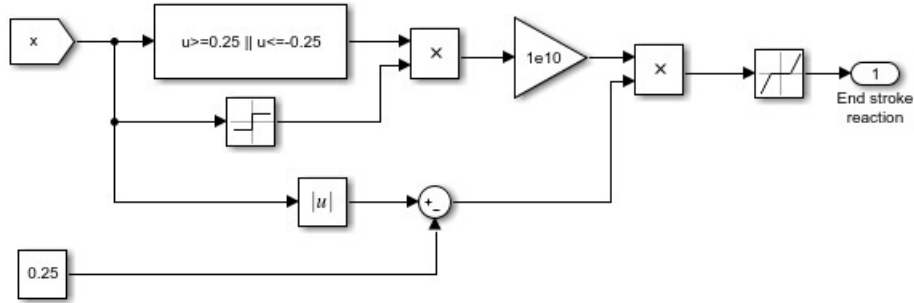 x
u>=0.25 || u<=-0.25
×
1e10
×
1
End stroke
reaction
|u|
+
−
0.25